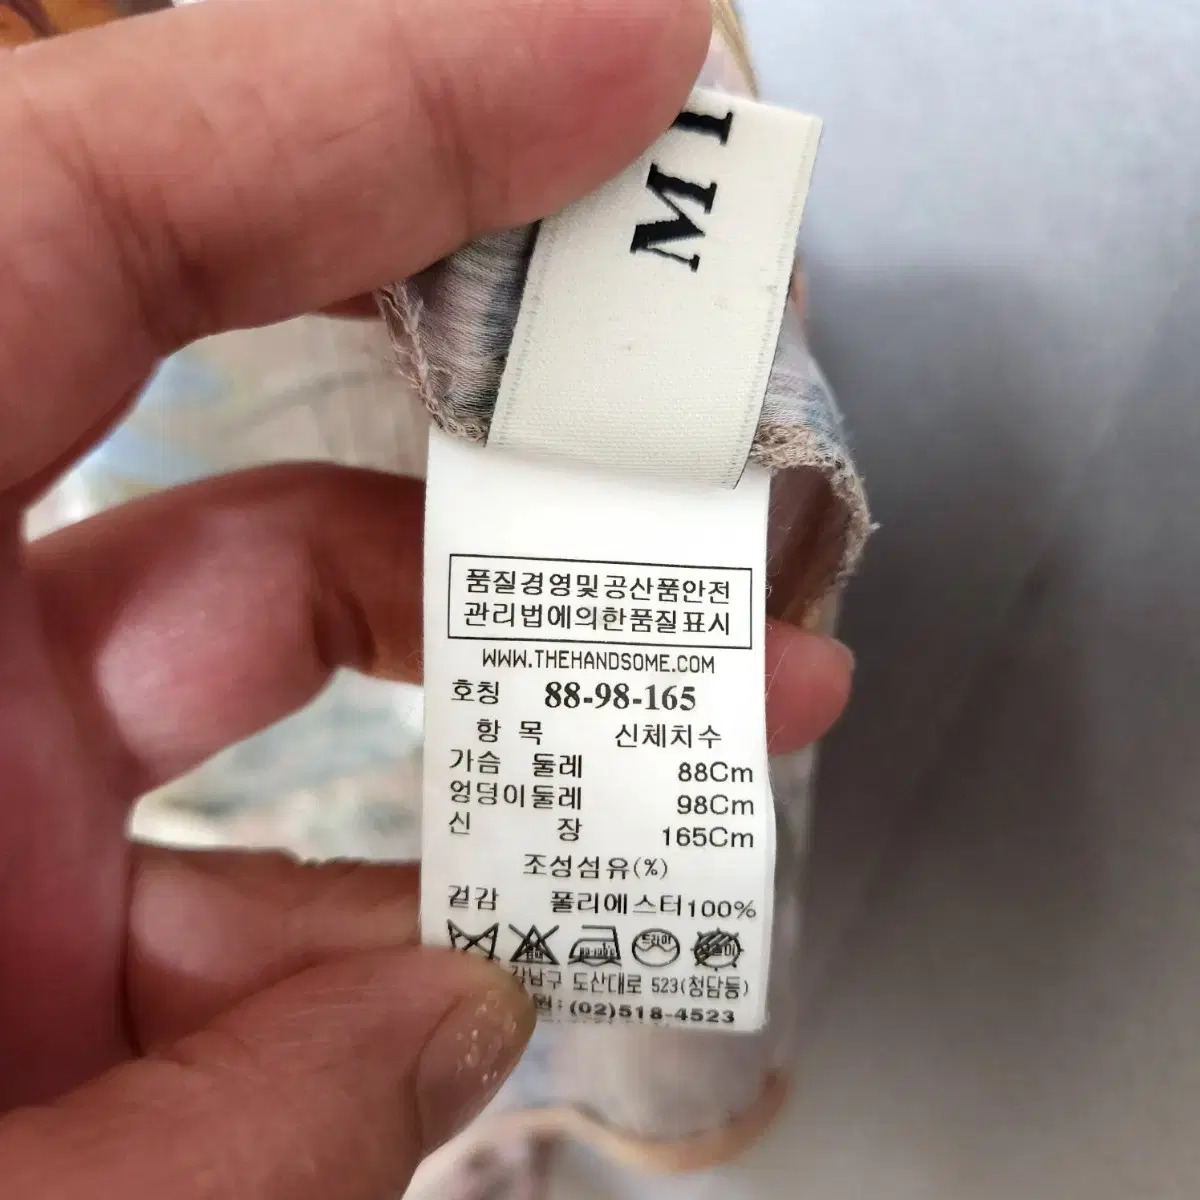 MI
품질경영및공산품안전
관리법에의한품질표시
WWW.THEHANDSOME.COM
호칭 88-98-165
항 목 신체치수
가슴 둘레 88Cm
엉덩이둘레 98Cm
신 장 165Cm
조성섬유(%)
겉감 폴리에스터100%
드라이
강남구 도산대로 523(청담동)
원: (02)518-4523